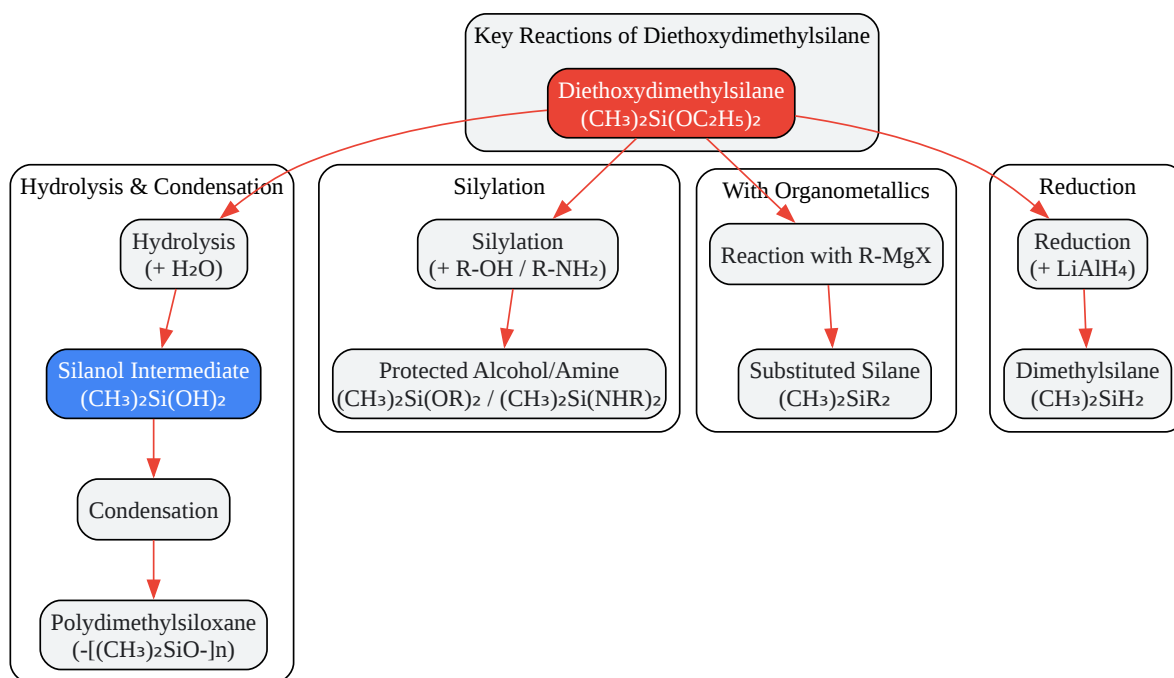 Key Reactions of Diethoxydimethylsilane
Diethoxydimethylsilane
(CH₃)₂Si(OC₂H₅)₂
Hydrolysis & Condensation
Hydrolysis
(+ H₂O)
Silanol Intermediate
(CH₃)₂Si(OH)₂
Condensation
Polydimethylsiloxane
(-[(CH₃)₂SiO-]n)
Silylation
Silylation
(+ R-OH / R-NH₂)
Protected Alcohol/Amine
(CH₃)₂Si(OR)₂ / (CH₃)₂Si(NHR)₂
With Organometallics
Reaction with R-MgX
Substituted Silane
(CH₃)₂SiR₂
Reduction
Reduction
(+ LiAlH₄)
Dimethylsilane
(CH₃)₂SiH₂